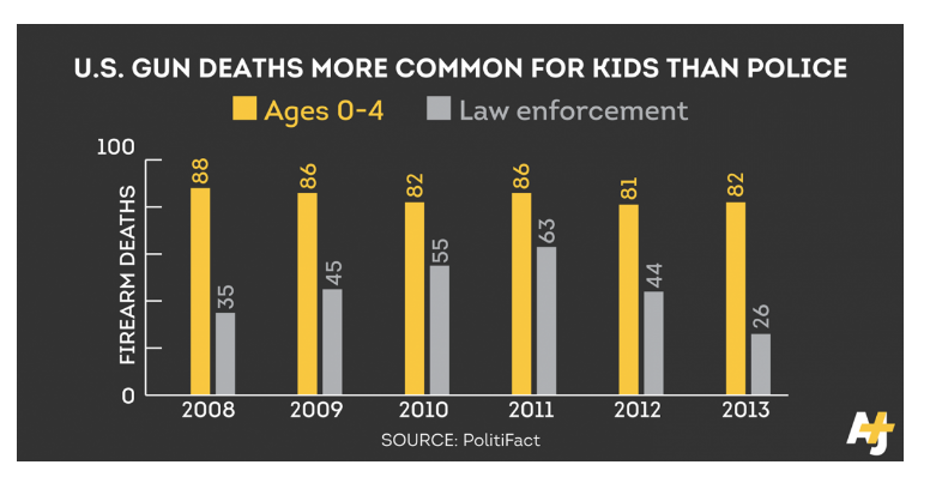 U.S. GUN DEATHS MORE COMMON FOR KIDS THAN POLICE
Ages 0-4 Law enforcement
100
FIREARM DEATHS
88 35 86 45 82 55 86 63 81 44 82 26
0
2008 2009 2010 2011 2012 2013
SOURCE: PolitiFact
AJ+